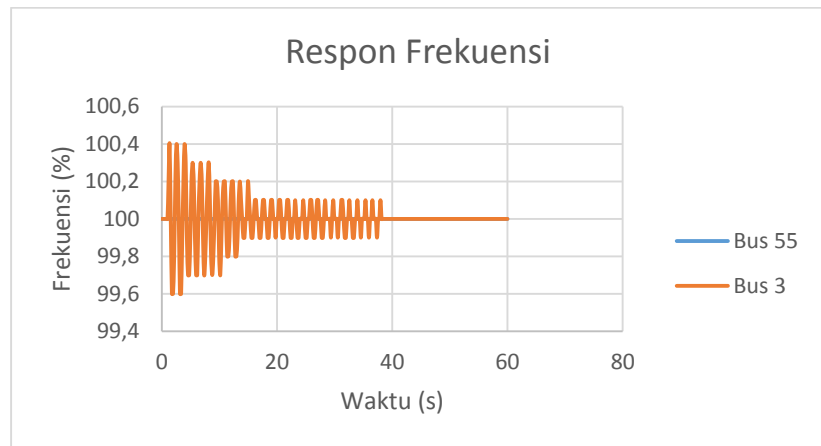 Respon Frekuensi
100,6
100,4
100,2
100
99,8
99,6
99,4
Frekuensi (%)
0 20 40 60 80
Waktu (s)
Bus 55
Bus 3